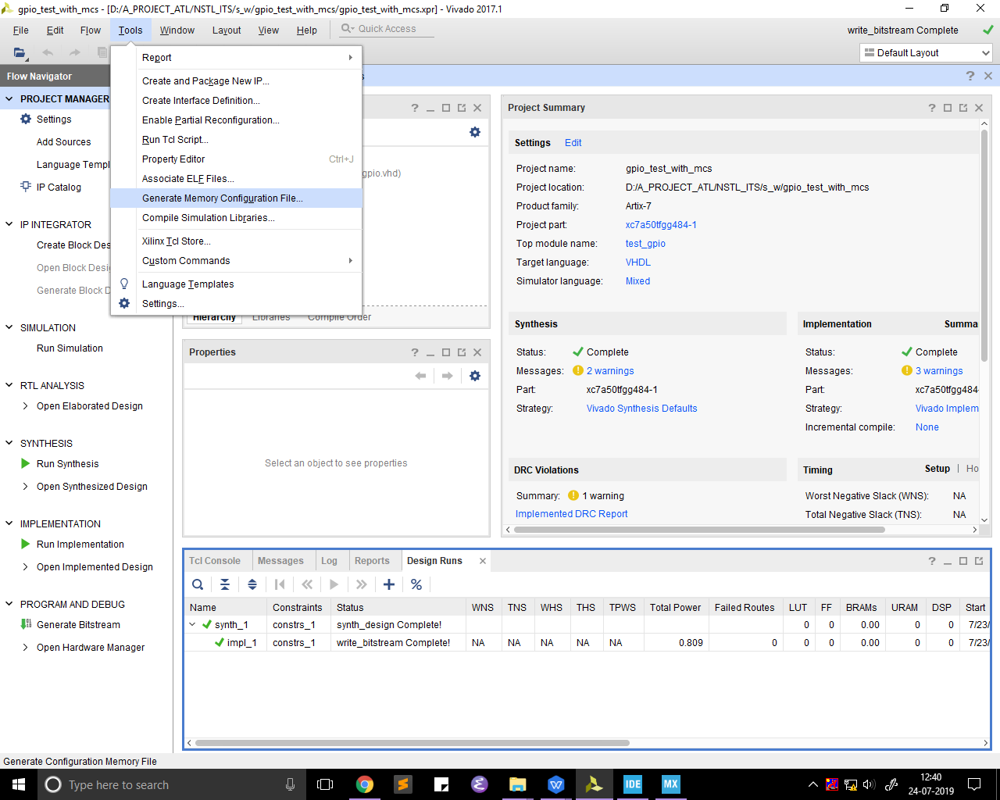 gpio_test_with_mcs - [D:/A_PROJECT_ATL/NSTL_ITS/s_w/gpio_test_with_mcs/gpio_test_with_mcs.xpr] - Vivado 2017.1
File Edit Flow Tools Window Layout View Help Quick Access
write_bitstream Complete
Default Layout
Flow Navigator
PROJECT MANAGER
Settings
Add Sources
Language Templ
IP Catalog
IP INTEGRATOR
Create Block Des
Open Block Desi
Generate Block D
SIMULATION
Run Simulation
RTL ANALYSIS
Open Elaborated Design
SYNTHESIS
Run Synthesis
Open Synthesized Design
IMPLEMENTATION
Run Implementation
Open Implemented Design
PROGRAM AND DEBUG
Generate Bitstream
Open Hardware Manager
Report
Create and Package New IP...
Create Interface Definition...
Enable Partial Reconfiguration...
Run Tcl Script...
Property Editor Ctrl+J
Associate ELF Files...
Generate Memory Configuration File...
Compile Simulation Libraries...
Xilinx Tcl Store...
Custom Commands
Language Templates
Settings...
s
gpio.vhd)
Hierarchy Libraries Compile Order
Properties
Select an object to see properties
Project Summary
Settings Edit
Project name: gpio_test_with_mcs
Project location: D:/A_PROJECT_ATL/NSTL_ITS/s_w/gpio_test_with_mcs
Product family: Artix-7
Project part: xc7a50tfgg484-1
Top module name: test_gpio
Target language: VHDL
Simulator language: Mixed
Synthesis
Status: Complete
Messages: 2 warnings
Part: xc7a50tfgg484-1
Strategy: Vivado Synthesis Defaults
Implementation Summa
Status: Complete
Messages: 3 warnings
Part: xc7a50tfgg484-
Strategy: Vivado Implem
Incremental compile: None
DRC Violations
Summary: 1 warning
Implemented DRC Report
Timing Setup | Ho
Worst Negative Slack (WNS): NA
Total Negative Slack (TNS): NA
Tcl Console Messages Log Reports Design Runs
Name Constraints Status WNS TNS WHS THS TPWS Total Power Failed Routes LUT FF BRAMs URAM DSP Start
synth_1 constrs_1 synth_design Complete! 0 0 0.00 0 0 7/23/
impl_1 constrs_1 write_bitstream Complete! NA NA NA NA NA 0.809 0 0 0 0.00 0 0 7/23/
Generate Configuration Memory File
Type here to search
IDE
MX
12:40
24-07-2019